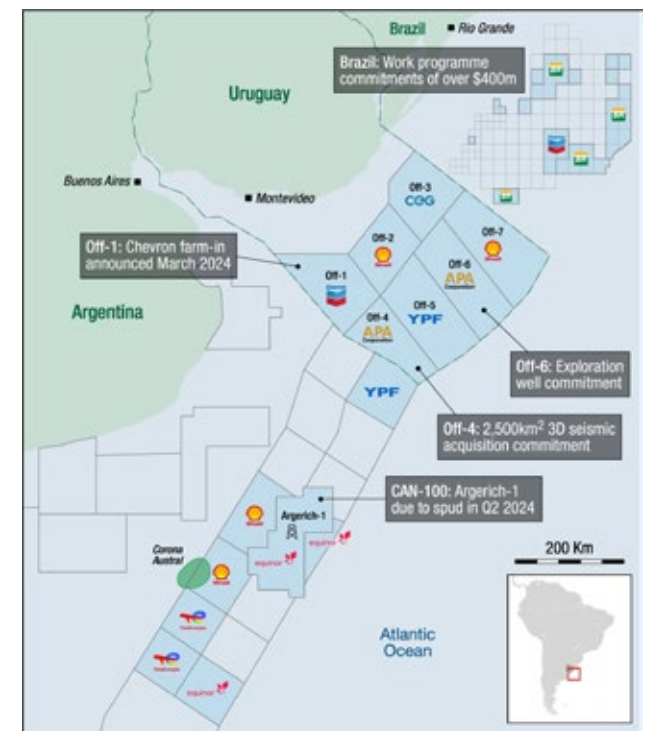 Brazil
Rio Grande
Brazil: Work programme
commitments of over $400m
Uruguay
Buenos Aires
Montevideo
Off-3
CGG
Off-2
Off-7
Off-1: Chevron farm-in
announced March 2024
Off-6
APA
Corporation
Off-1
Off-5
YPF
Argentina
Off-4
APA
Corporation
Off-6: Exploration
well commitment
YPF
Off-4: 2,500km² 3D seismic
acquisition commitment
CAN-100: Argerich-1
due to spud in Q2 2024
Argerich-1
equinor
equinor
200 Km
Corona
Austral
Atlantic
Ocean
equinor